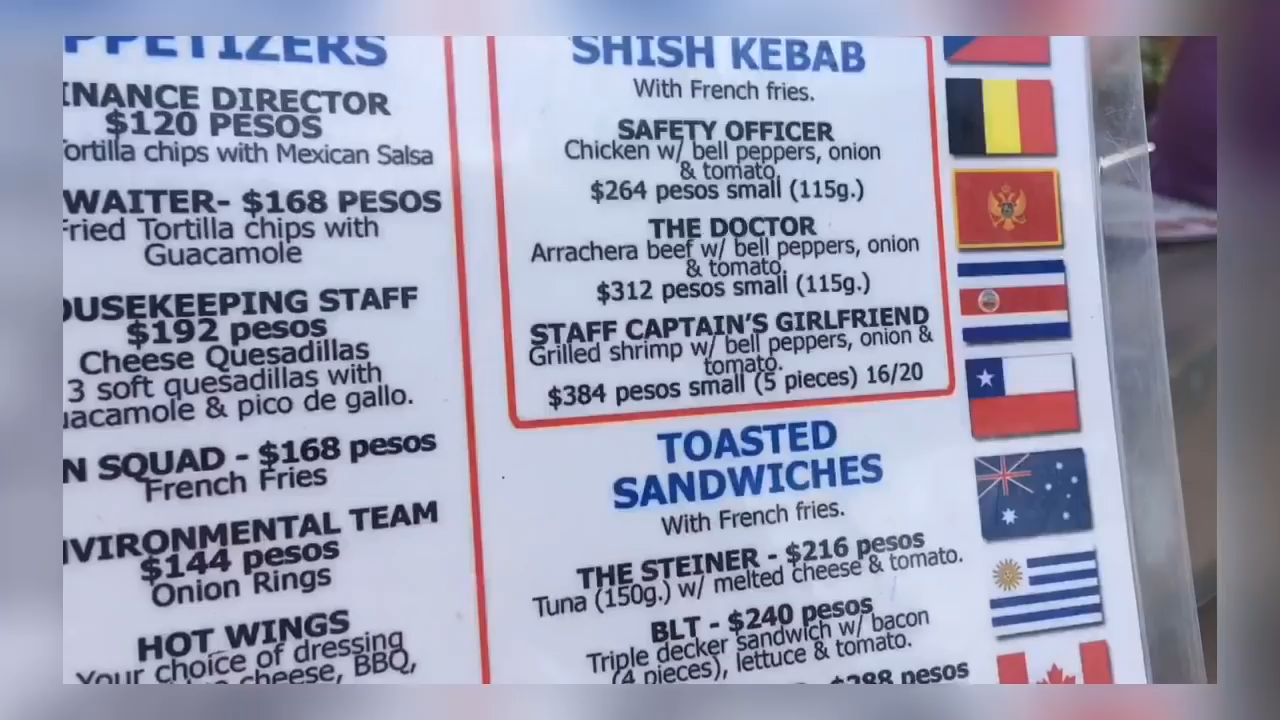 PPETIZERS
INANCE DIRECTOR
$120 PESOS
Tortilla chips with Mexican Salsa
WAITER- $168 PESOS
Fried Tortilla chips with
Guacamole
OUSEKEEPING STAFF
$192 pesos
Cheese Quesadillas
3 soft quesadillas with
uacamole & pico de gallo.
N SQUAD - $168 pesos
French Fries
NVIRONMENTAL TEAM
$144 pesos
Onion Rings
HOT WINGS
Your choice of dressing
cheese, BBQ,
SHISH KEBAB
With French fries.
SAFETY OFFICER
Chicken w/ bell peppers, onion
& tomato.
$264 pesos small (115g.)
THE DOCTOR
Arrachera beef w/ bell peppers, onion
& tomato.
$312 pesos small (115g.)
STAFF CAPTAIN'S GIRLFRIEND
Grilled shrimp w/ bell peppers, onion &
tomato.
$384 pesos small (5 pieces) 16/20
TOASTED
SANDWICHES
With French fries.
THE STEINER - $216 pesos
Tuna (150g.) w/ melted cheese & tomato.
BLT - $240 pesos
Triple decker sandwich w/ bacon
(4 pieces), lettuce & tomato.
$288 pesos